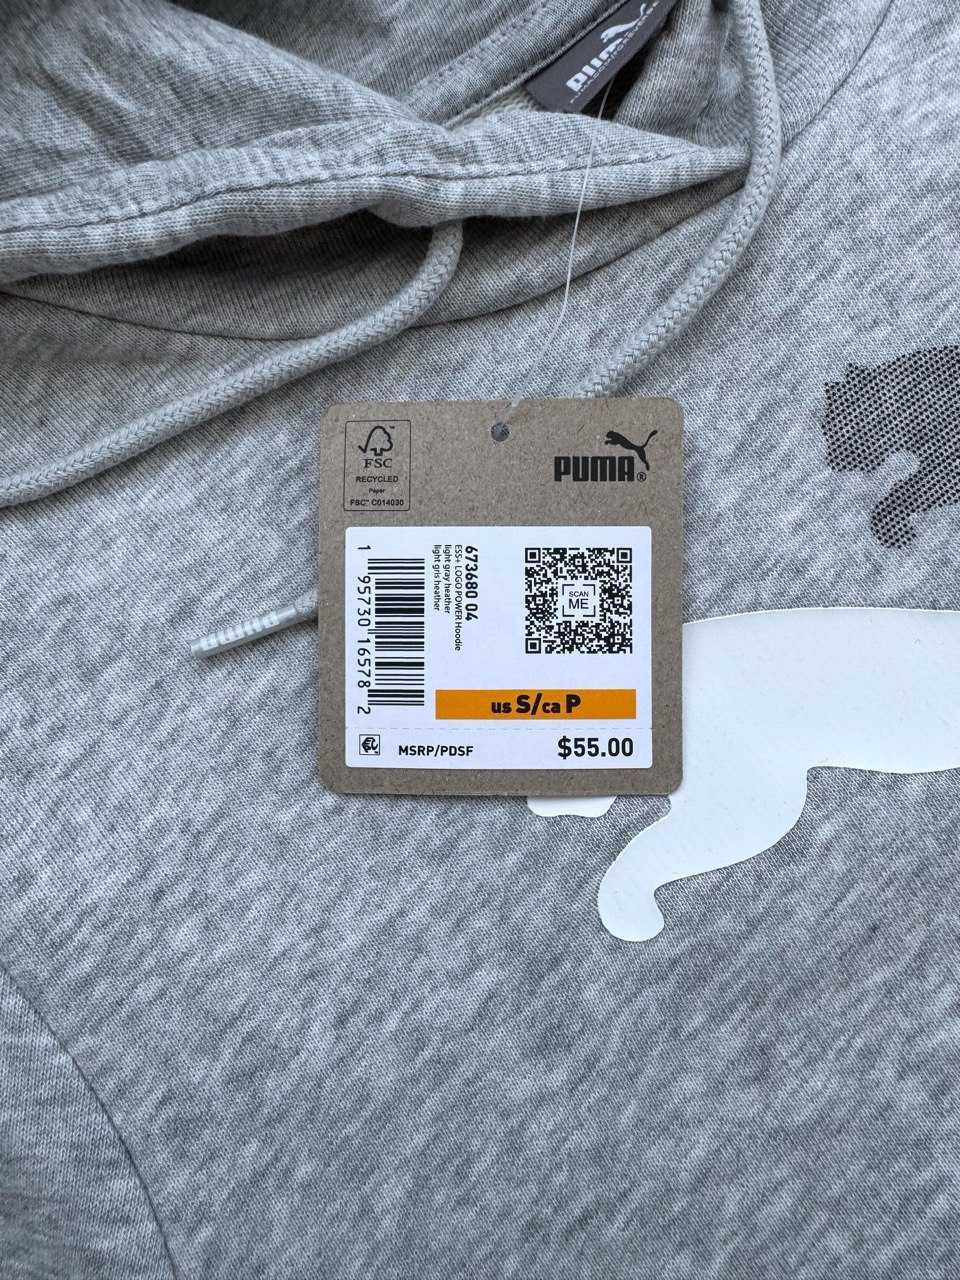 PUMA
FSC
RECYCLED
Paper
FSC® C014030
PUMA®
673680 04
ESS+ LOGO POWER Hoodie
light gray heather
light gris heather
1 95730 16578 2
SCAN
ME
us S/ca P
MSRP/PDSF
$55.00